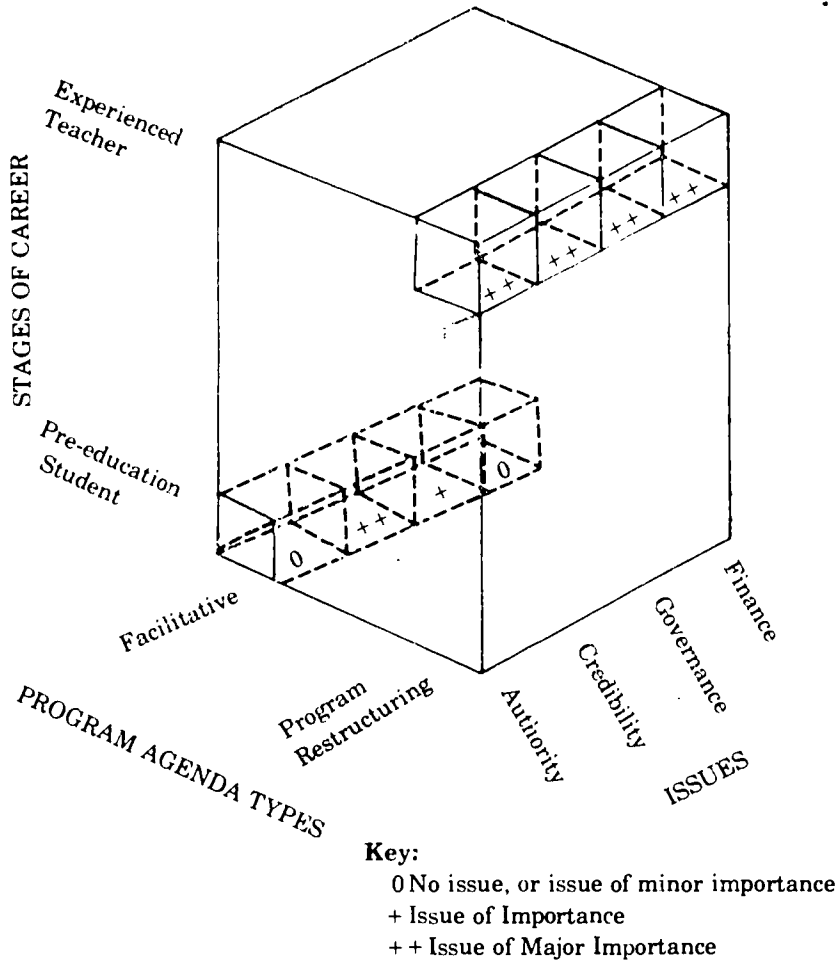 Experienced
Teacher
STAGES OF CAREER
++
++
++
++
Pre-education
Student
0
++
+
0
Facilitative
Program
Restructuring
PROGRAM AGENDA TYPES
Authority
Credibility
Governance
Finance
ISSUES
Key:
0 No issue, or issue of minor importance
+ Issue of Importance
++ Issue of Major Importance